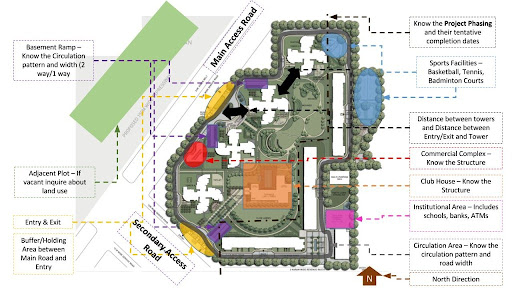 Basement Ramp –
Know the Circulation
pattern and width (2
way/1 way
Adjacent Plot – If
vacant inquire about
land use
Entry & Exit
Buffer/Holding
Area between
Main Road and
Entry
Main Access Road
Secondary Access
Road
Know the Project Phasing
and their tentative
completion dates
Sports Facilities –
Basketball, Tennis,
Badminton Courts
Distance between towers
and Distance between
Entry/Exit and Tower
Commercial Complex –
Know the Structure
Club House – Know the
Structure
Institutional Area – Includes
schools, banks, ATMs
Circulation Area – Know the
circulation pattern and
road width
North Direction
N